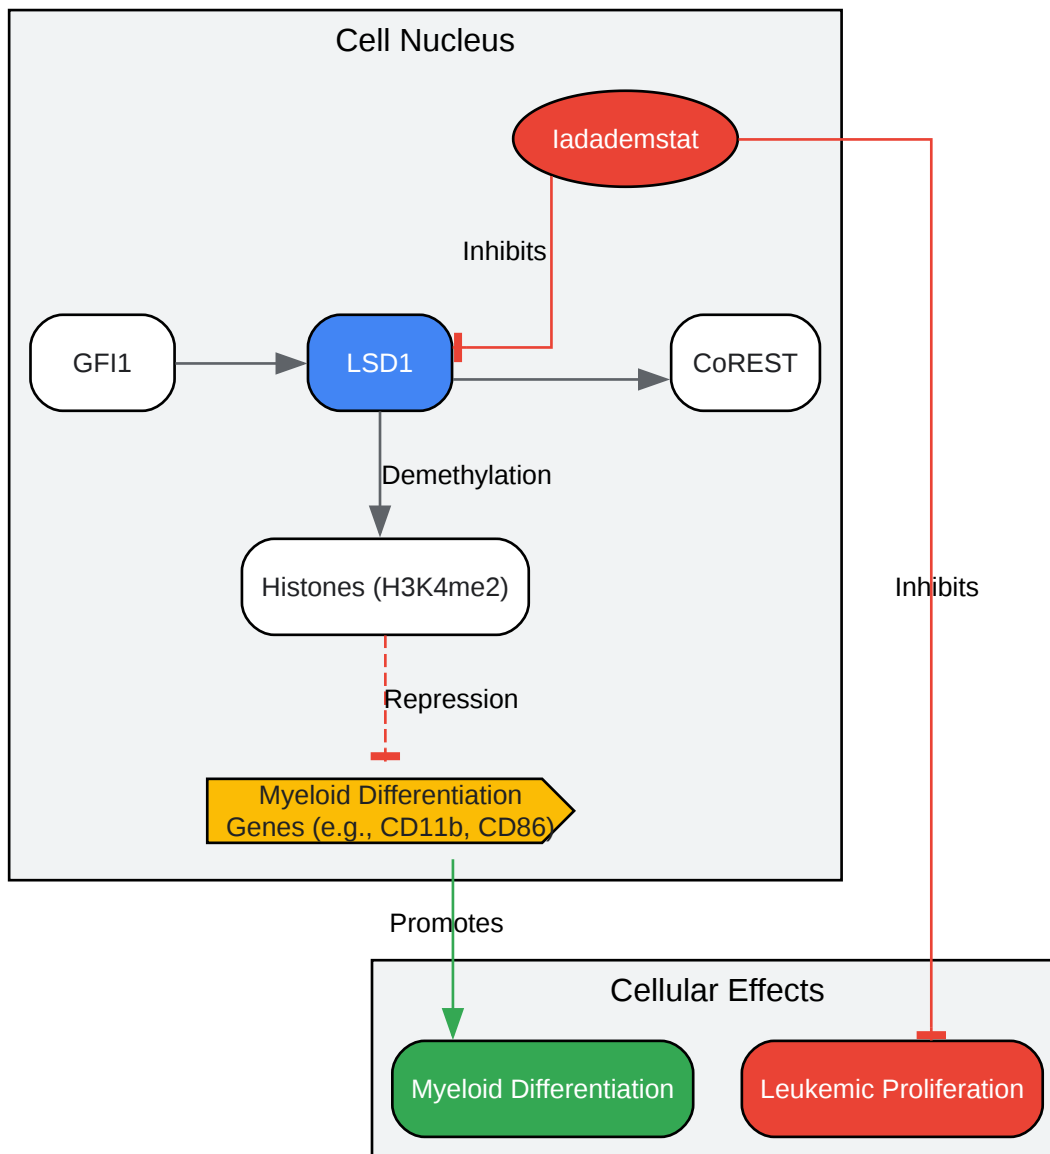 Cell Nucleus
Iadademstat
Inhibits
GFI1
LSD1
CoREST
Demethylation
Histones (H3K4me2)
Inhibits
Repression
Myeloid Differentiation
Genes (e.g., CD11b, CD86)
Promotes
Cellular Effects
Myeloid Differentiation
Leukemic Proliferation